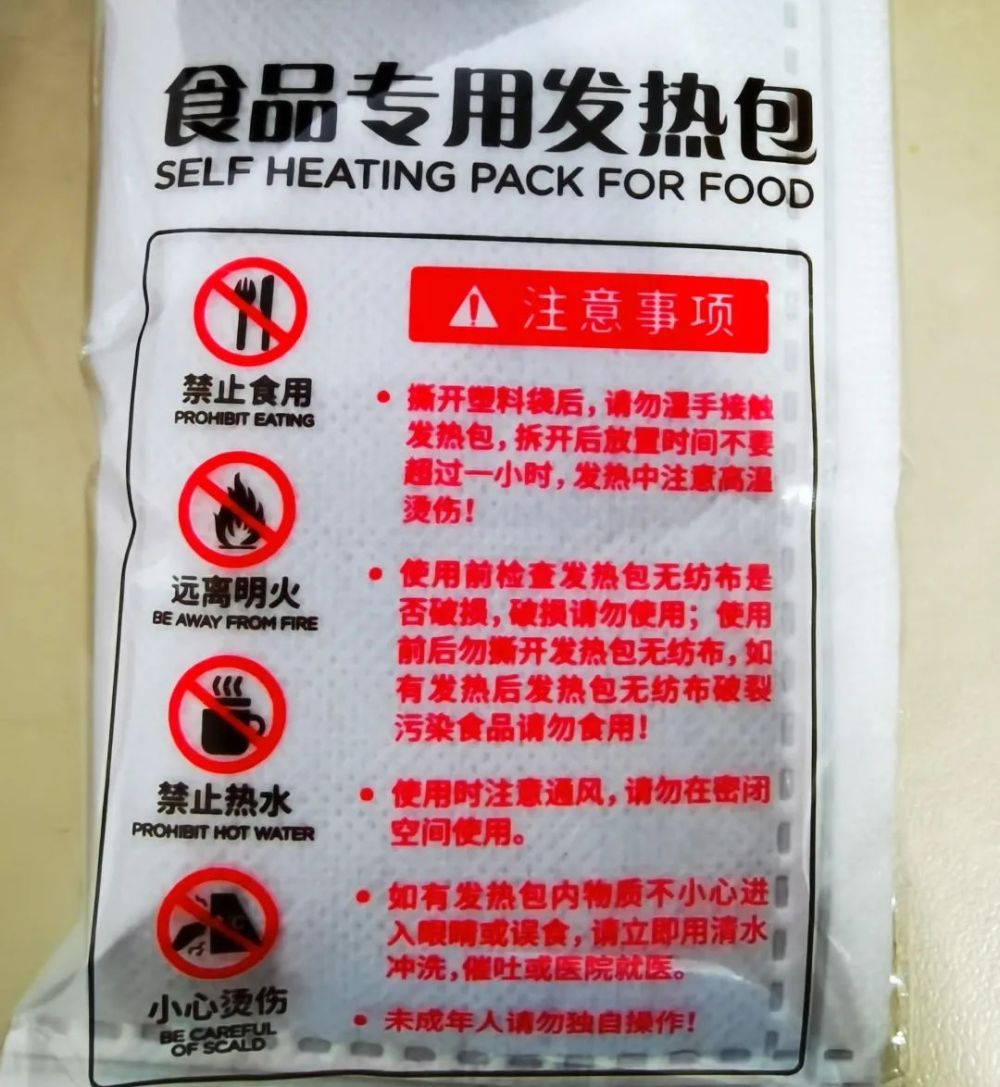 食品专用发热包
SELF HEATING PACK FOR FOOD
禁止食用
PROHIBIT EATING
远离明火
BE AWAY FROM FIRE
禁止热水
PROHIBIT HOT WATER
小心烫伤
BE CAREFUL
OF SCALD
注意事项
• 撕开塑料袋后，请勿湿手接触
发热包，拆开后放置时间不要
超过一小时，发热中注意高温
烫伤！
• 使用前检查发热包无纺布是
否破损，破损请勿使用；使用
前后勿撕开发热包无纺布，如
有发热后发热包无纺布破裂
污染食品请勿食用！
• 使用时注意通风，请勿在密闭
空间使用。
• 如有发热包内物质不小心进
入眼睛或误食，请立即用清水
冲洗，催吐或医院就医。
• 未成年人请勿独自操作！